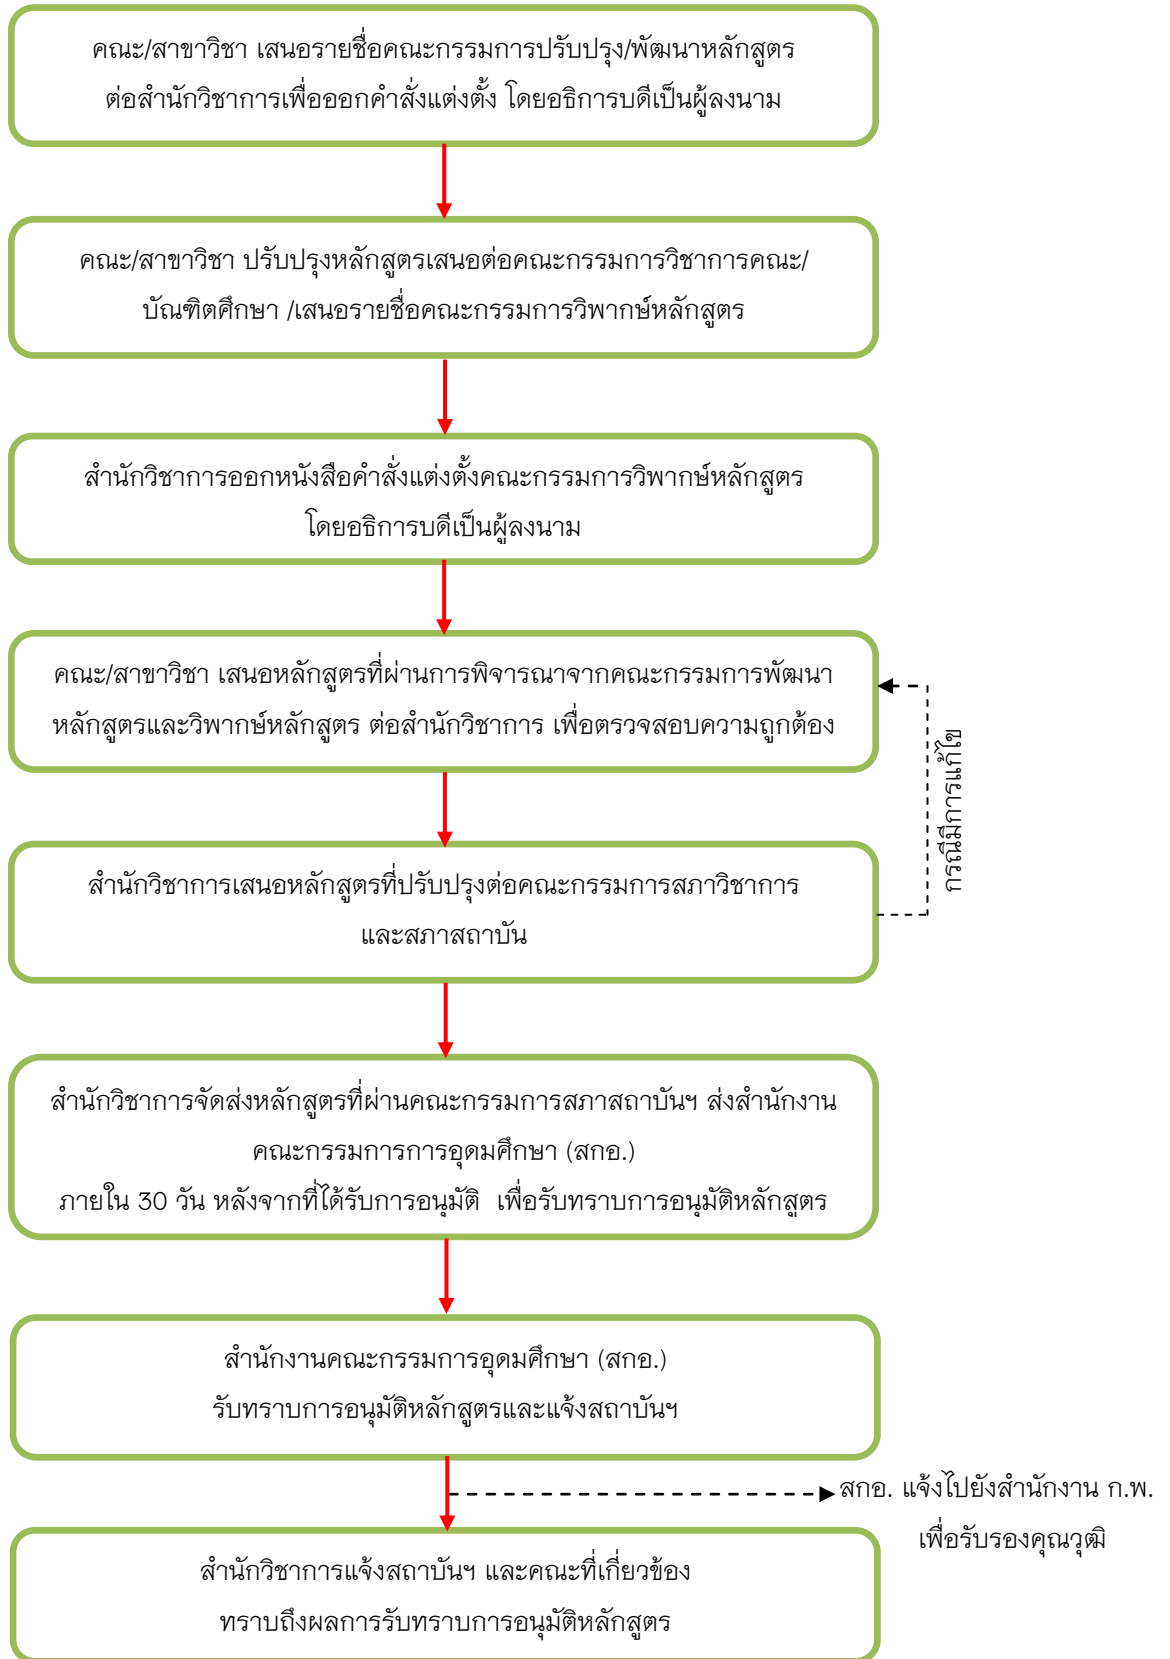 คณะ/สาขาวิชา เสนอรายชื่อคณะกรรมการปรับปรุง/พัฒนาหลักสูตร
ต่อสำนักวิชาการเพื่อออกคำสั่งแต่งตั้ง โดยอธิการบดีเป็นผู้ลงนาม
คณะ/สาขาวิชา ปรับปรุงหลักสูตรเสนอต่อคณะกรรมการวิชาการคณะ/
บัณฑิตศึกษา /เสนอรายชื่อคณะกรรมการวิพากษ์หลักสูตร
สำนักวิชาการออกหนังสือคำสั่งแต่งตั้งคณะกรรมการวิพากษ์หลักสูตร
โดยอธิการบดีเป็นผู้ลงนาม
คณะ/สาขาวิชา เสนอหลักสูตรที่ผ่านการพิจารณาจากคณะกรรมการพัฒนา
หลักสูตรและวิพากษ์หลักสูตร ต่อสำนักวิชาการ เพื่อตรวจสอบความถูกต้อง
กรณีมีการแก้ไข
สำนักวิชาการเสนอหลักสูตรที่ปรับปรุงต่อคณะกรรมการสภาวิชาการ
และสภาสถาบัน
สำนักวิชาการจัดส่งหลักสูตรที่ผ่านคณะกรรมการสภาสถาบันฯ ส่งสำนักงาน
คณะกรรมการการอุดมศึกษา (สกอ.)
ภายใน 30 วัน หลังจากที่ได้รับการอนุมัติ เพื่อรับทราบการอนุมัติหลักสูตร
สำนักงานคณะกรรมการอุดมศึกษา (สกอ.)
รับทราบการอนุมัติหลักสูตรและแจ้งสถาบันฯ
สกอ. แจ้งไปยังสำนักงาน ก.พ.
เพื่อรับรองคุณวุฒิ
สำนักวิชาการแจ้งสถาบันฯ และคณะที่เกี่ยวข้อง
ทราบถึงผลการรับทราบการอนุมัติหลักสูตร